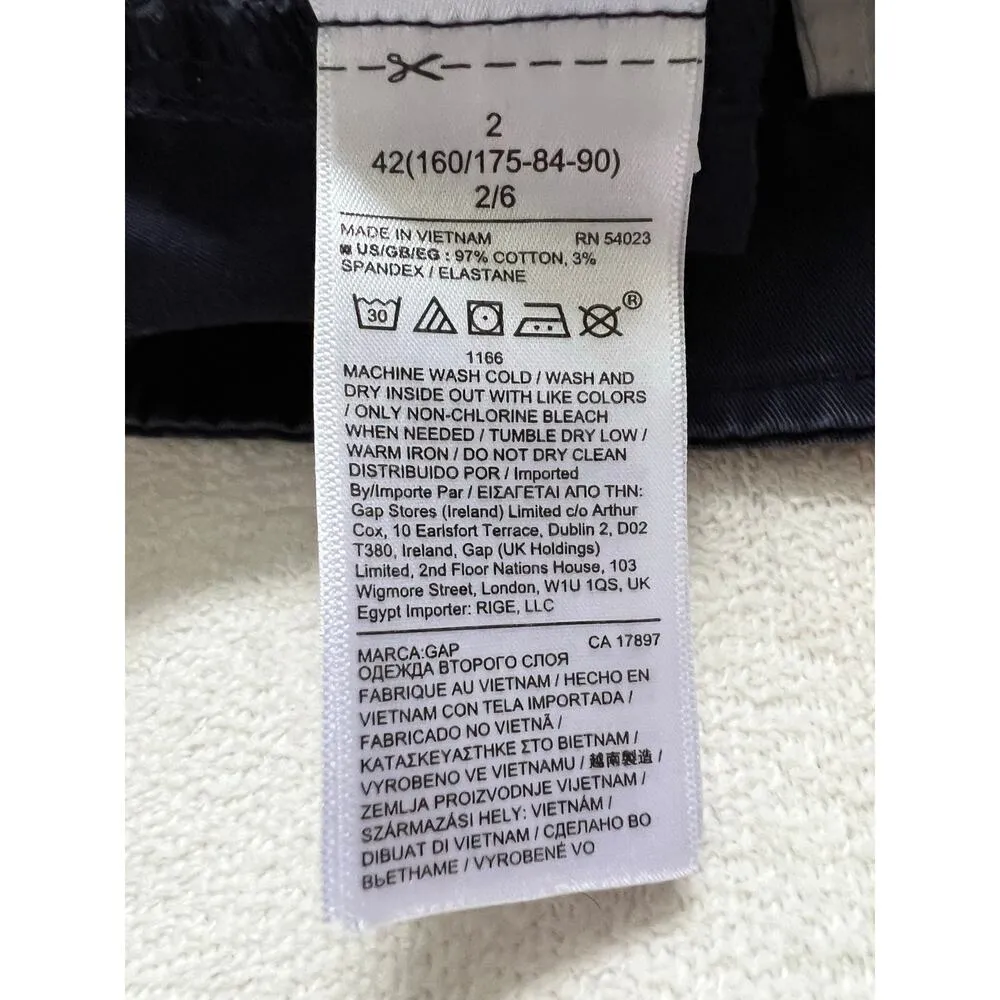 2
42(160/175-84-90)
2/6
MADE IN VIETNAM RN 54023
US/GB/EG : 97% COTTON, 3%
SPANDEX / ELASTANE
30
®
1166
MACHINE WASH COLD / WASH AND
DRY INSIDE OUT WITH LIKE COLORS
/ ONLY NON-CHLORINE BLEACH
WHEN NEEDED / TUMBLE DRY LOW /
WARM IRON / DO NOT DRY CLEAN
DISTRIBUIDO POR / Imported
By/Importe Par / ΕΙΣΑΓΕΤΑΙ ΑΠΟ ΤΗΝ:
Gap Stores (Ireland) Limited c/o Arthur
Cox, 10 Earlsfort Terrace, Dublin 2, D02
T380, Ireland, Gap (UK Holdings)
Limited, 2nd Floor Nations House, 103
Wigmore Street, London, W1U 1QS, UK
Egypt Importer: RIGE, LLC
MARCA:GAP CA 17897
ОДЕЖДА ВТОРОГО СЛОЯ
FABRIQUE AU VIETNAM / HECHO EN
VIETNAM CON TELA IMPORTADA /
FABRICADO NO VIETNÃ /
ΚΑΤΑΣΚΕΥΑΣΤΗΚΕ ΣΤΟ ΒΙΕΤΝΑΜ /
VYROBENO VE VIETNAMU / 越南製造 /
ZEMLJA PROIZVODNJE VIJETNAM /
SZÁRMAZÁSI HELY: VIETNÁM /
DIBUAT DI VIETNAM / СДЕЛАНО ВО
ВЬЕТНАМЕ / VYROBENÉ VO